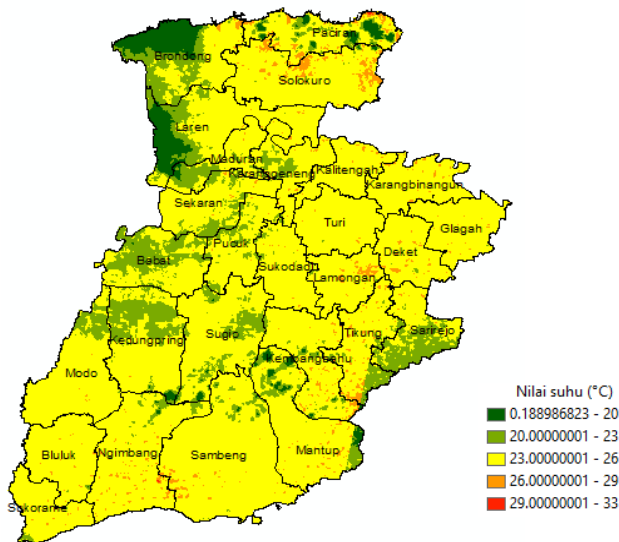 Paciran
Brondong
Solokuro
Laren
Maduran
Karanggeneng
Kalitengah
Karangbinangun
Sekaran
Turi
Glagah
Pucuk
Deket
Babat
Sukodadi
Lamongan
Sugio
Tikung
Sarirejo
Kedungpring
Kembangbahu
Modo
Nilai suhu (°C)
0.188986823 - 20
20.00000001 - 23
23.00000001 - 26
26.00000001 - 29
29.00000001 - 33
Bluluk
Ngimbang
Sambeng
Mantup
Sukorame